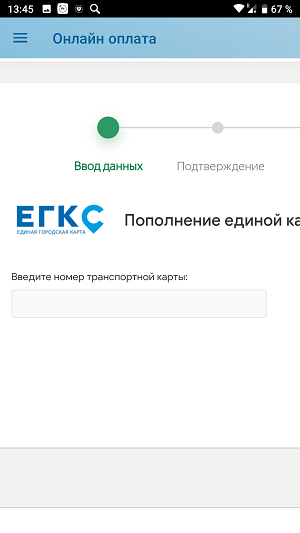 13:45
67 %
Онлайн оплата
Ввод данных
Подтверждение
ЕГКС
ЕДИНАЯ ГОРОДСКАЯ КАРТА
Пополнение единой ка
Введите номер транспортной карты: